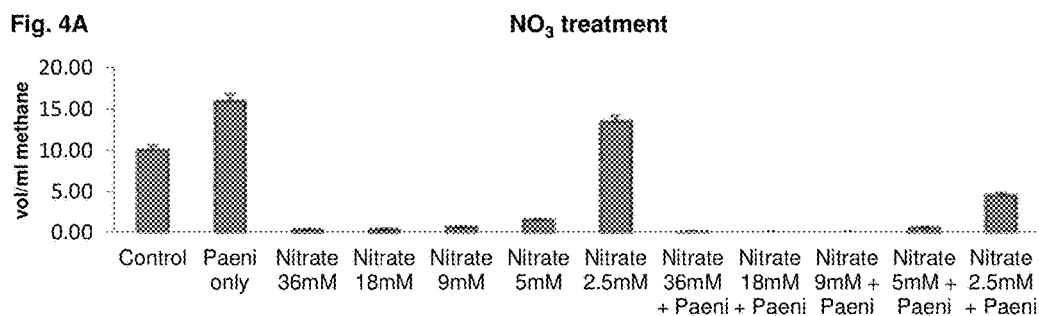 Fig. 4A
NO₃ treatment
vol/ml methane
20.00
15.00
10.00
5.00
0.00
Control
Paeni
only
Nitrate
36mM
Nitrate
18mM
Nitrate
9mM
Nitrate
5mM
Nitrate
2.5mM
Nitrate
36mM
+ Paeni
Nitrate
18mM
+ Paeni
Nitrate
9mM +
Paeni
Nitrate
5mM +
Paeni
Nitrate
2.5mM
+ Paeni